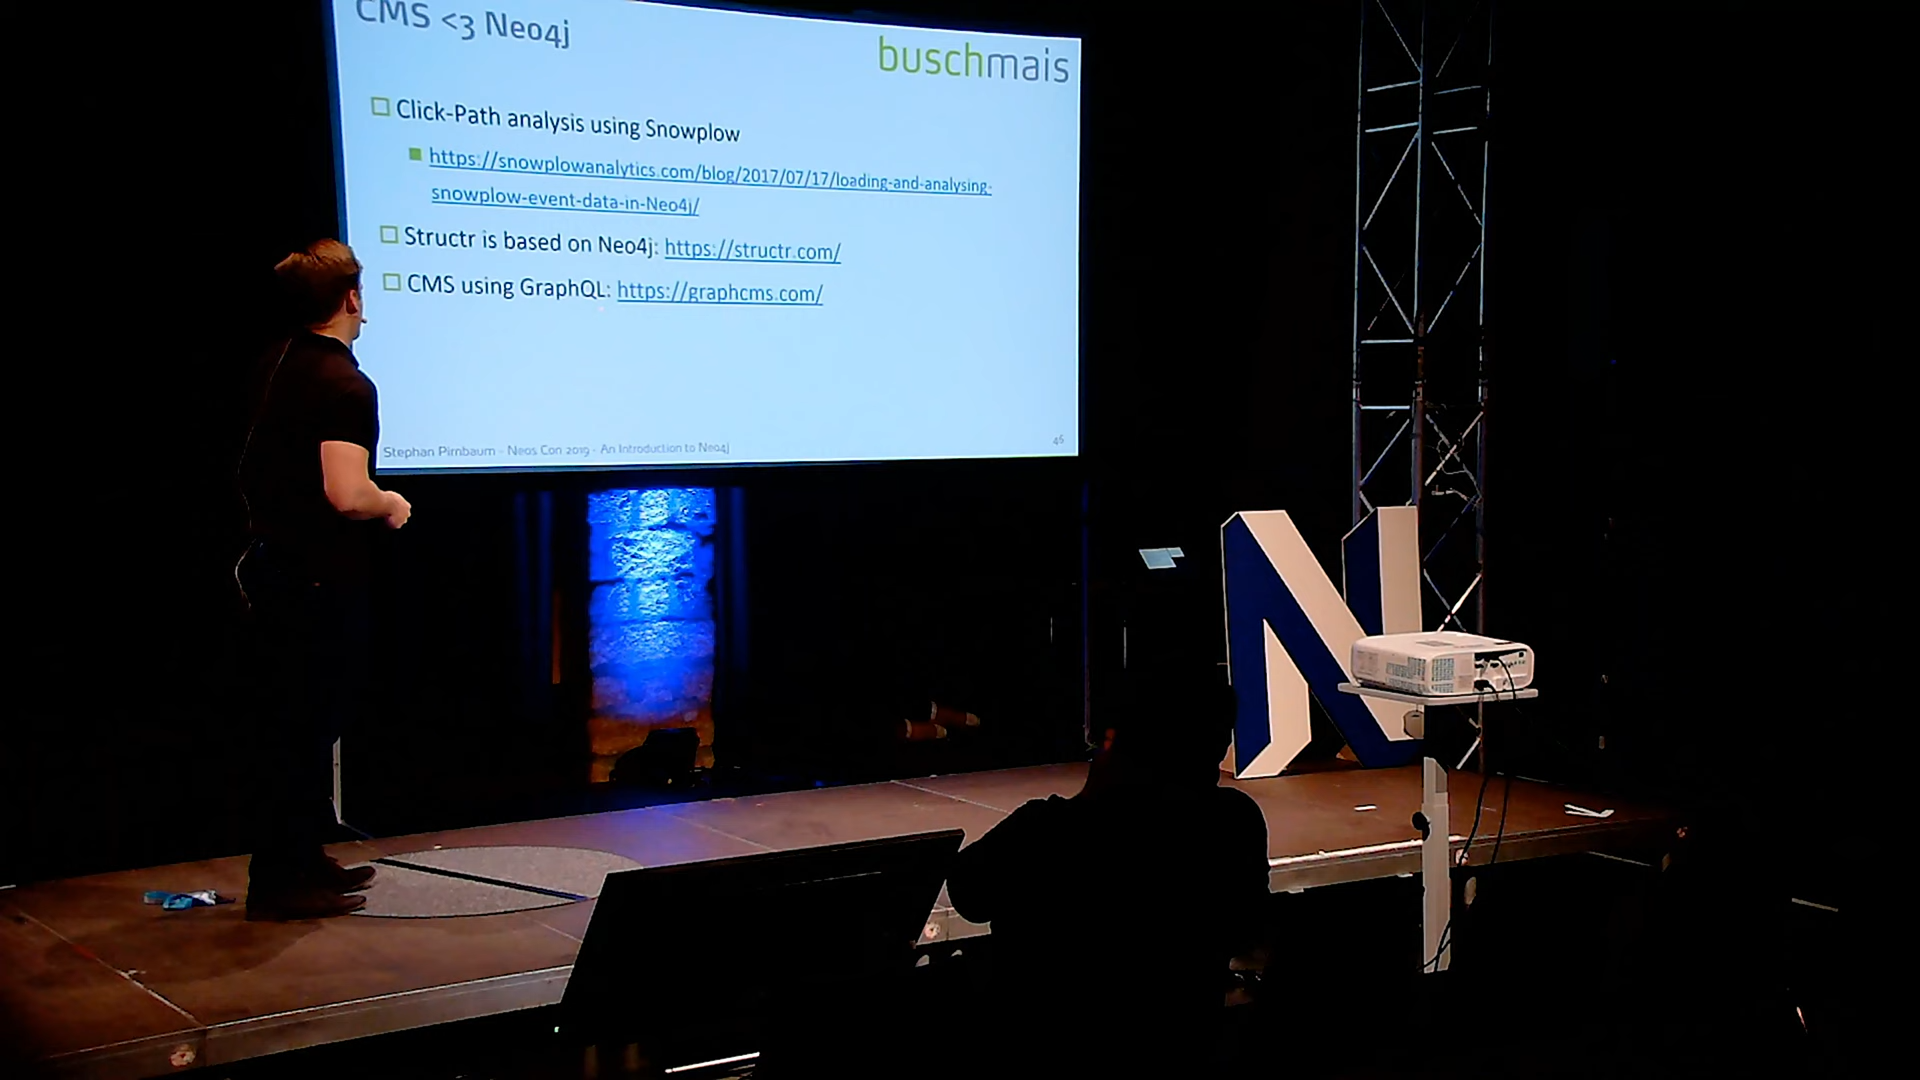 CMS <3 Neo4j
buschmais
Click-Path analysis using Snowplow
https://snowplowanalytics.com/blog/2017/07/17/loading-and-analysing-
snowplow-event-data-in-Neo4j/
Structr is based on Neo4j: https://structr.com/
CMS using GraphQL: https://graphcms.com/
Stephan Pirnbaum - Neos Con 2019 - An Introduction to Neo4j
46
N